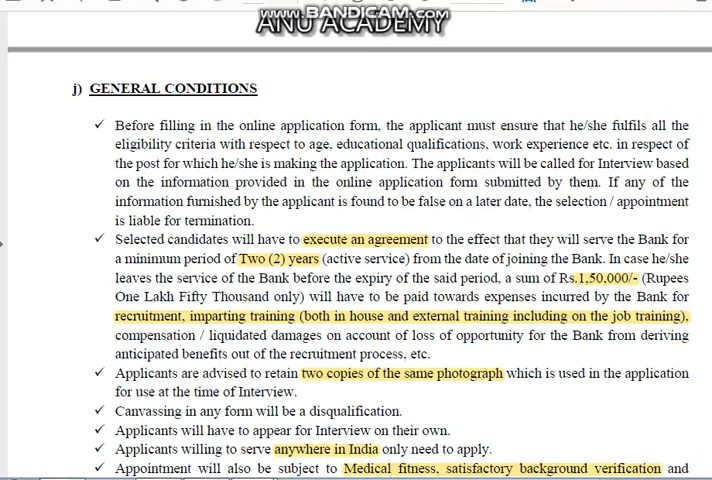 www.BANDICAM.com
ANU ACADEMY
j) GENERAL CONDITIONS
✓ Before filling in the online application form, the applicant must ensure that he/she fulfils all the
eligibility criteria with respect to age, educational qualifications, work experience etc. in respect of
the post for which he/she is making the application. The applicants will be called for Interview based
on the information provided in the online application form submitted by them. If any of the
information furnished by the applicant is found to be false on a later date, the selection / appointment
is liable for termination.
✓ Selected candidates will have to execute an agreement to the effect that they will serve the Bank for
a minimum period of Two (2) years (active service) from the date of joining the Bank. In case he/she
leaves the service of the Bank before the expiry of the said period, a sum of Rs.1,50,000/- (Rupees
One Lakh Fifty Thousand only) will have to be paid towards expenses incurred by the Bank for
recruitment, imparting training (both in house and external training including on the job training),
compensation / liquidated damages on account of loss of opportunity for the Bank from deriving
anticipated benefits out of the recruitment process, etc.
✓ Applicants are advised to retain two copies of the same photograph which is used in the application
for use at the time of Interview.
✓ Canvassing in any form will be a disqualification.
✓ Applicants will have to appear for Interview on their own.
✓ Applicants willing to serve anywhere in India only need to apply.
✓ Appointment will also be subject to Medical fitness, satisfactory background verification and